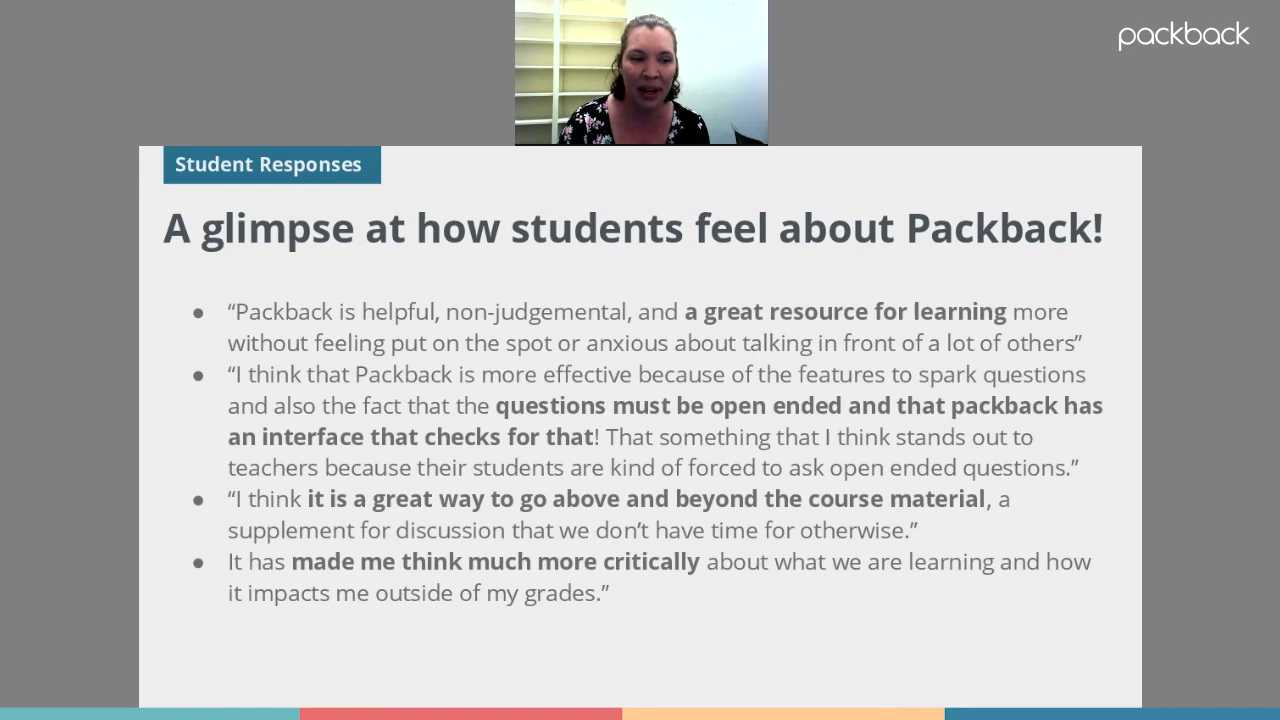 packback
Student Responses
A glimpse at how students feel about Packback!
● “Packback is helpful, non-judgemental, and a great resource for learning more
without feeling put on the spot or anxious about talking in front of a lot of others”
● “I think that Packback is more effective because of the features to spark questions
and also the fact that the questions must be open ended and that packback has
an interface that checks for that! That something that I think stands out to
teachers because their students are kind of forced to ask open ended questions.”
● “I think it is a great way to go above and beyond the course material, a
supplement for discussion that we don’t have time for otherwise.”
● It has made me think much more critically about what we are learning and how
it impacts me outside of my grades.”